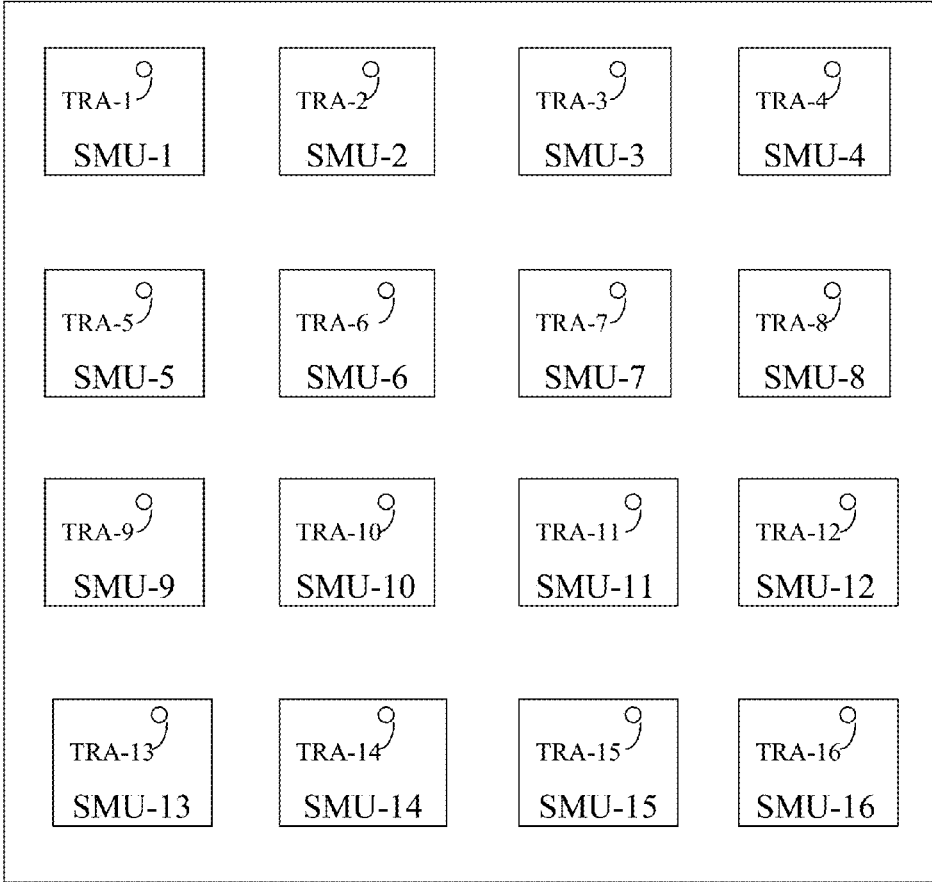 TRA-1 TRA-2 TRA-3 TRA-4
SMU-1 SMU-2 SMU-3 SMU-4
TRA-5 TRA-6 TRA-7 TRA-8
SMU-5 SMU-6 SMU-7 SMU-8
TRA-9 TRA-10 TRA-11 TRA-12
SMU-9 SMU-10 SMU-11 SMU-12
TRA-13 TRA-14 TRA-15 TRA-16
SMU-13 SMU-14 SMU-15 SMU-16